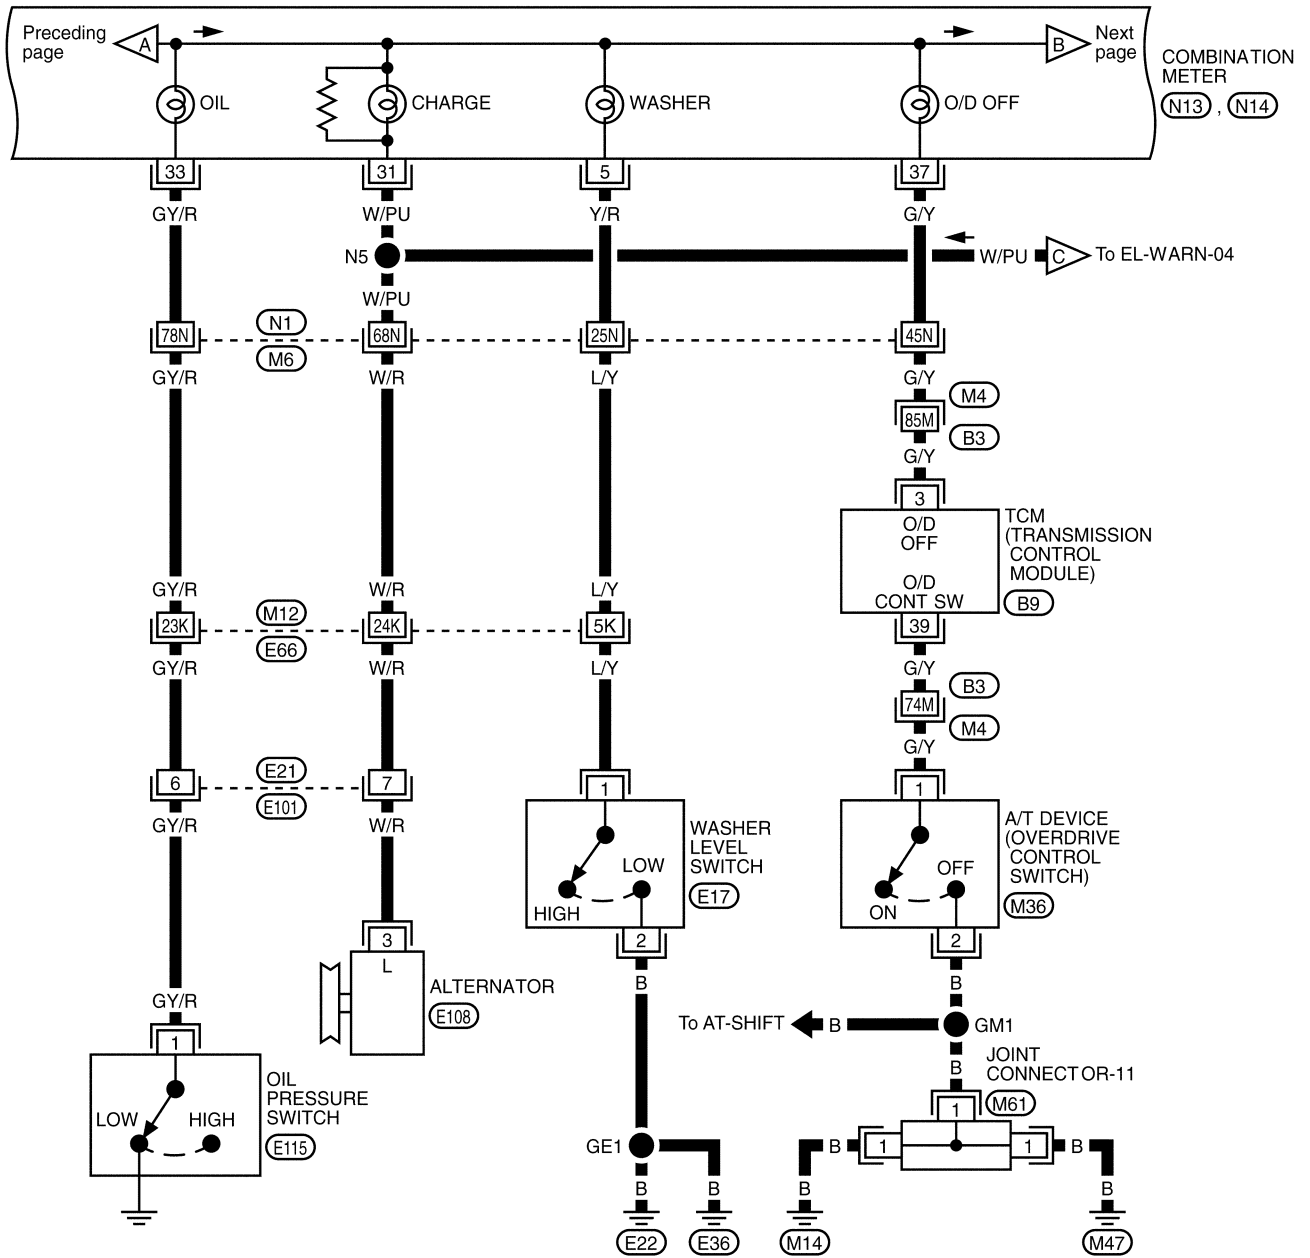 Preceding
page
A
B
Next
page
COMBINATION
METER
N13 , N14
OIL
CHARGE
WASHER
O/D OFF
33
31
5
37
GY/R
W/PU
Y/R
G/Y
N5
W/PU
C
To EL-WARN-04
W/PU
78N
N1
M6
68N
25N
45N
GY/R
W/R
L/Y
G/Y
M4
85M
B3
G/Y
3
O/D
OFF
O/D
CONT SW
TCM
(TRANSMISSION
CONTROL
MODULE)
B9
GY/R
W/R
L/Y
23K
M12
E66
24K
5K
39
GY/R
W/R
L/Y
G/Y
B3
74M
M4
G/Y
6
E21
E101
7
1
1
GY/R
W/R
WASHER
LEVEL
SWITCH
E17
LOW
HIGH
A/T DEVICE
(OVERDRIVE
CONTROL
SWITCH)
M36
OFF
ON
3
L
ALTERNATOR
E108
2
2
B
B
GY/R
To AT-SHIFT
B
GM1
B
JOINT
CONNECTOR-11
M61
1
1
OIL
PRESSURE
SWITCH
E115
LOW
HIGH
GE1
B
1
1
B
B
B
B
B
E22
E36
M14
M47